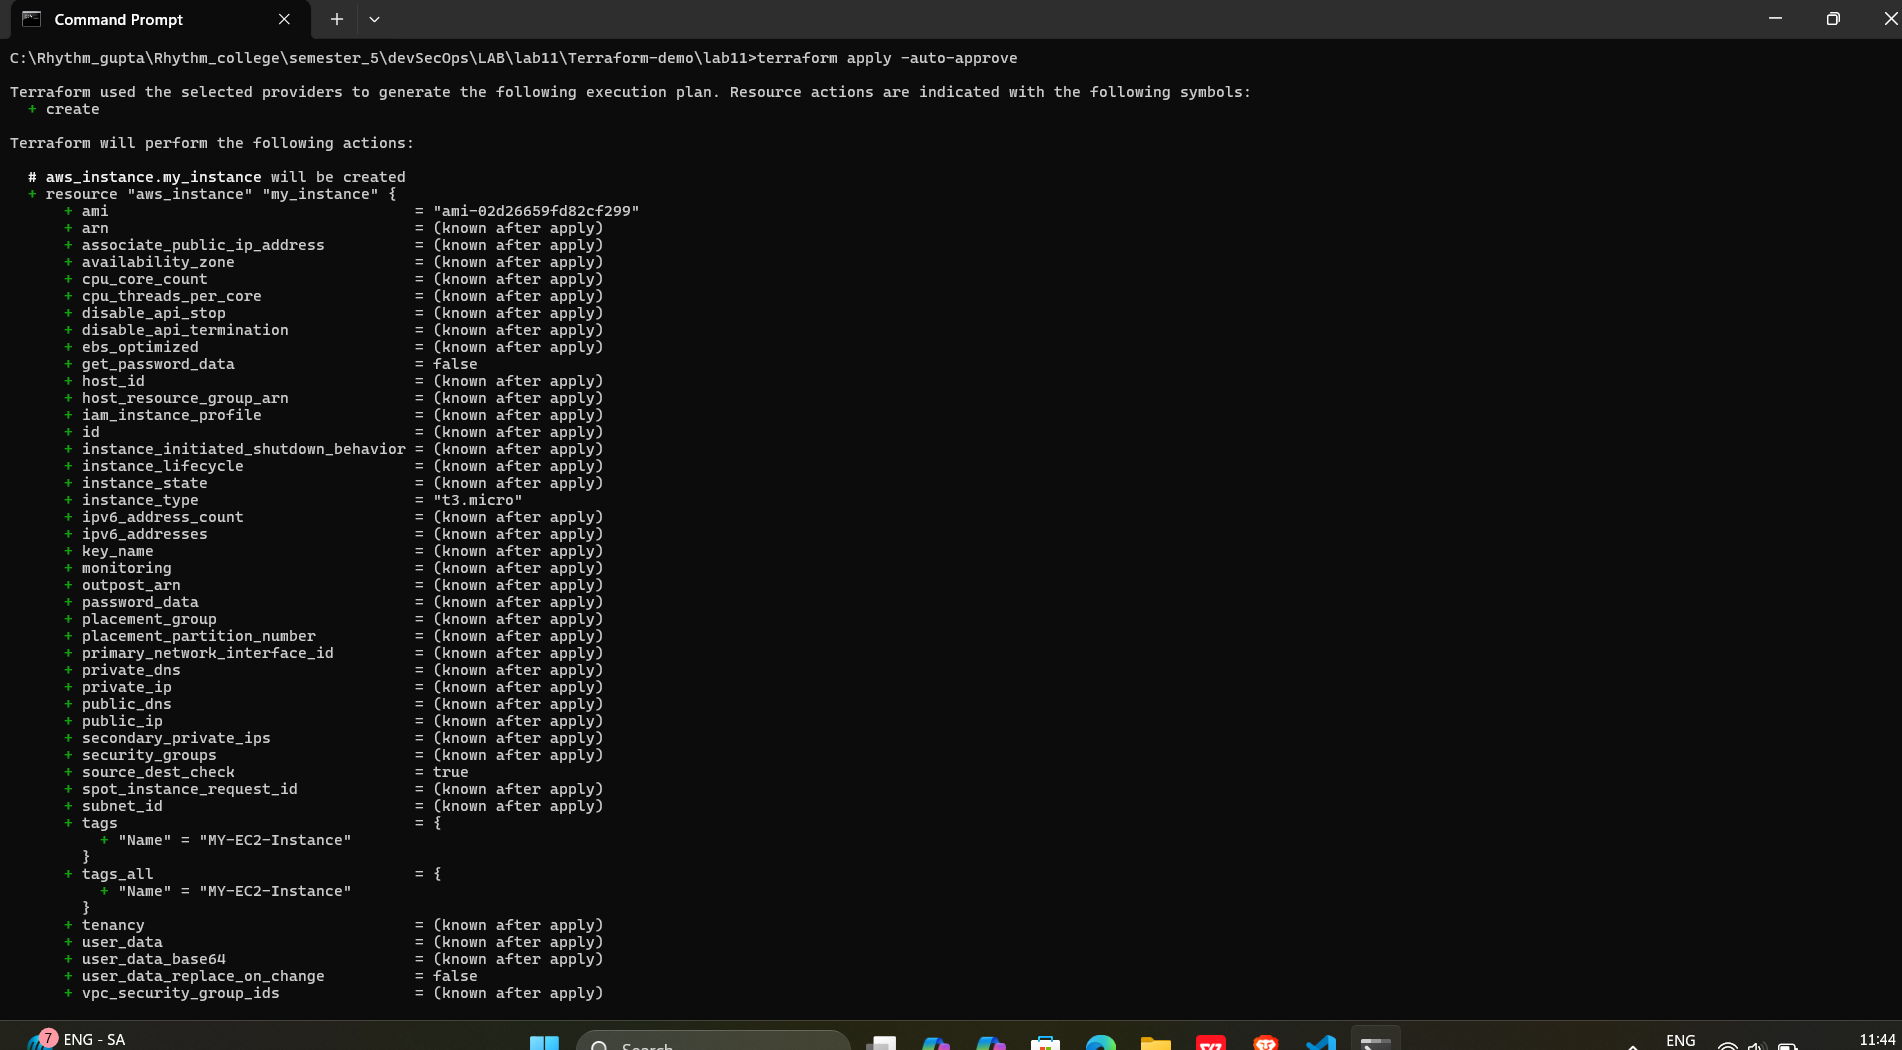 Command Prompt
C:\Rhythm_gupta\Rhythm_college\semester_5\devSecOps\LAB\lab11\Terraform-demo\lab11>terraform apply -auto-approve
Terraform used the selected providers to generate the following execution plan. Resource actions are indicated with the following symbols:
+ create
Terraform will perform the following actions:
# aws_instance.my_instance will be created
+ resource "aws_instance" "my_instance" {
+ ami = "ami-02d26659fd82cf299"
+ arn = (known after apply)
+ associate_public_ip_address = (known after apply)
+ availability_zone = (known after apply)
+ cpu_core_count = (known after apply)
+ cpu_threads_per_core = (known after apply)
+ disable_api_stop = (known after apply)
+ disable_api_termination = (known after apply)
+ ebs_optimized = (known after apply)
+ get_password_data = false
+ host_id = (known after apply)
+ host_resource_group_arn = (known after apply)
+ iam_instance_profile = (known after apply)
+ id = (known after apply)
+ instance_initiated_shutdown_behavior = (known after apply)
+ instance_lifecycle = (known after apply)
+ instance_state = (known after apply)
+ instance_type = "t3.micro"
+ ipv6_address_count = (known after apply)
+ ipv6_addresses = (known after apply)
+ key_name = (known after apply)
+ monitoring = (known after apply)
+ outpost_arn = (known after apply)
+ password_data = (known after apply)
+ placement_group = (known after apply)
+ placement_partition_number = (known after apply)
+ primary_network_interface_id = (known after apply)
+ private_dns = (known after apply)
+ private_ip = (known after apply)
+ public_dns = (known after apply)
+ public_ip = (known after apply)
+ secondary_private_ips = (known after apply)
+ security_groups = (known after apply)
+ source_dest_check = true
+ spot_instance_request_id = (known after apply)
+ subnet_id = (known after apply)
+ tags = {
+ "Name" = "MY-EC2-Instance"
}
+ tags_all = {
+ "Name" = "MY-EC2-Instance"
}
+ tenancy = (known after apply)
+ user_data = (known after apply)
+ user_data_base64 = (known after apply)
+ user_data_replace_on_change = false
+ vpc_security_group_ids = (known after apply)
7 ENG - SA
Search
ENG
11:44